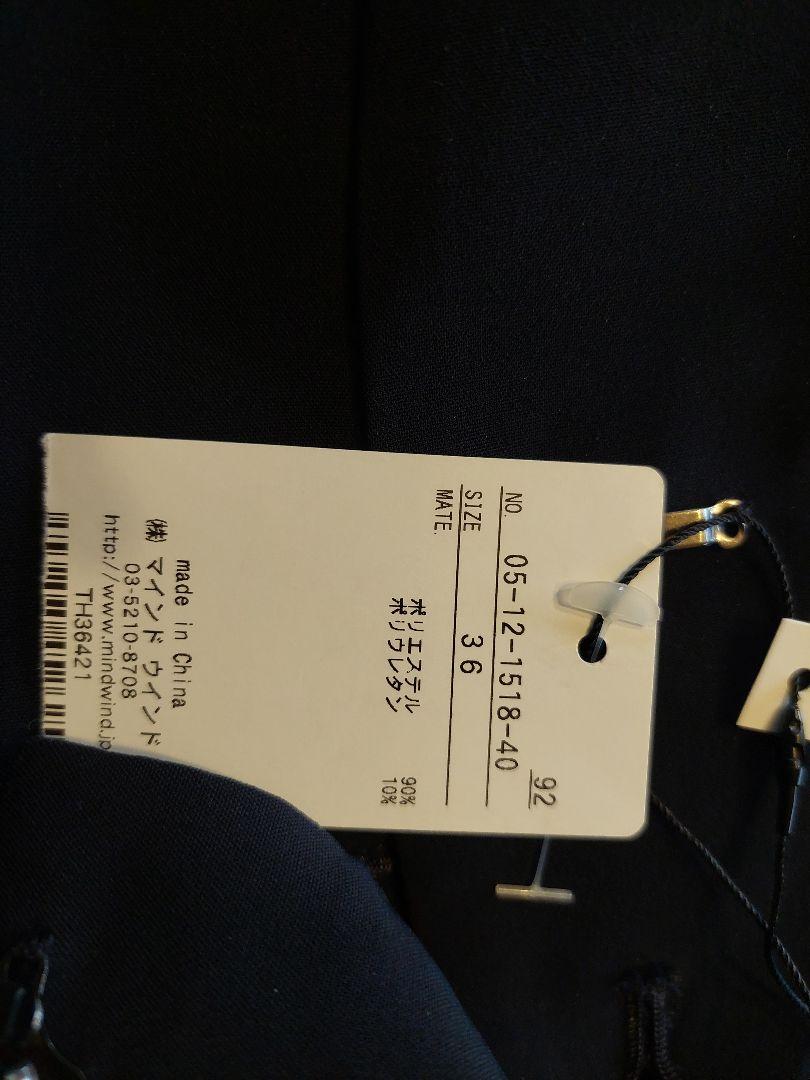 92
NO. 05-12-1518-40
SIZE 36
MATE.
ポリエステル 90%
ポリウレタン 10%
made in China
㈱ マインド ウインド
03-5210-8708
http://www.mindwind.jp
TH36421